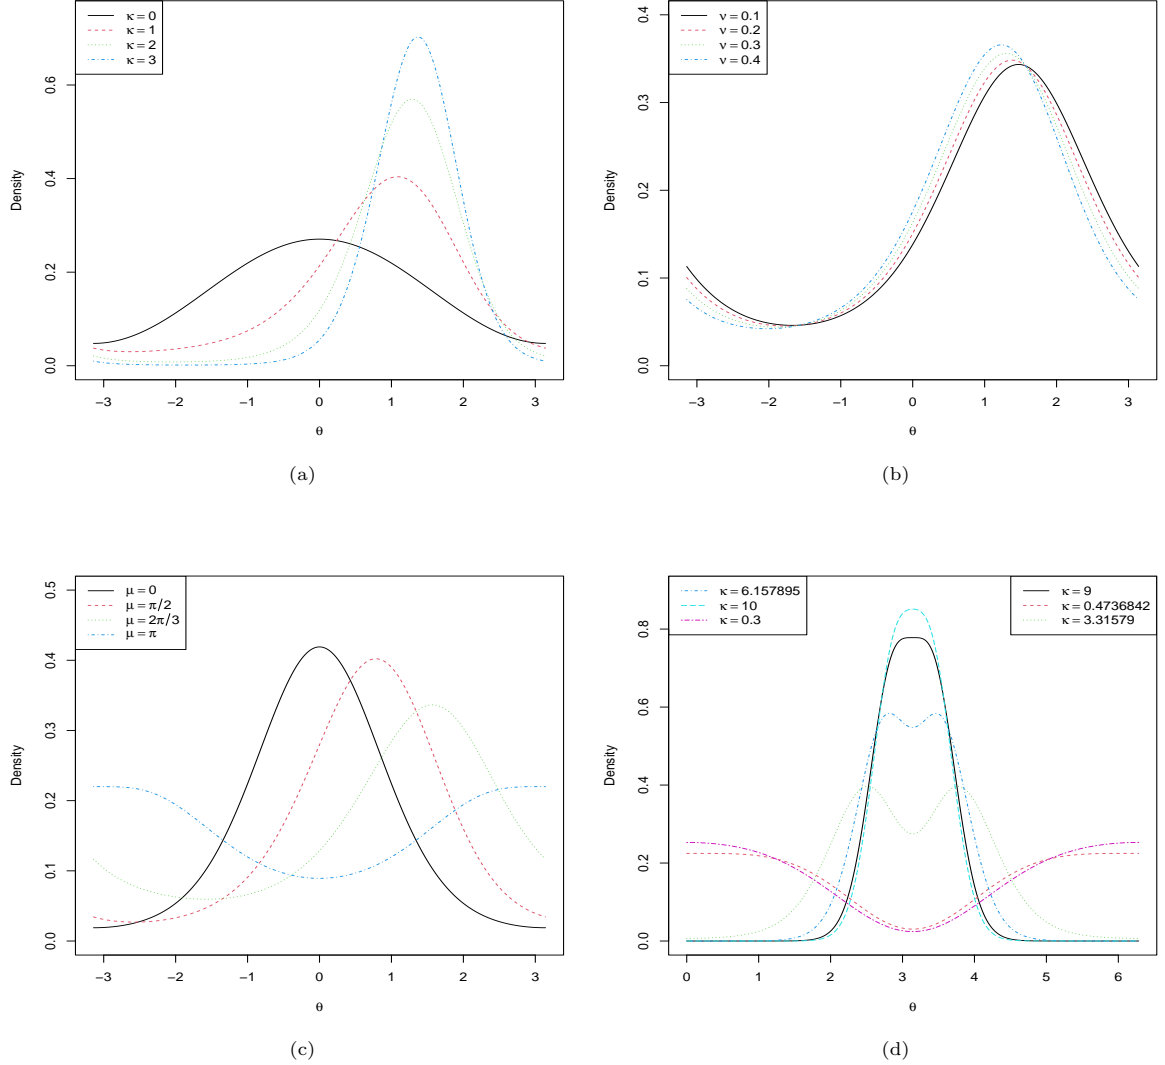 κ = 0
κ = 1
κ = 2
κ = 3
Density
0.0 0.2 0.4 0.6
−3 −2 −1 0 1 2 3
θ
(a)
ν = 0.1
ν = 0.2
ν = 0.3
ν = 0.4
Density
0.0 0.1 0.2 0.3 0.4
−3 −2 −1 0 1 2 3
θ
(b)
μ = 0
μ = π/2
μ = 2π/3
μ = π
Density
0.0 0.1 0.2 0.3 0.4 0.5
−3 −2 −1 0 1 2 3
θ
(c)
κ = 6.157895
κ = 10
κ = 0.3
κ = 9
κ = 0.4736842
κ = 3.31579
Density
0.0 0.2 0.4 0.6 0.8
0 1 2 3 4 5 6
θ
(d)